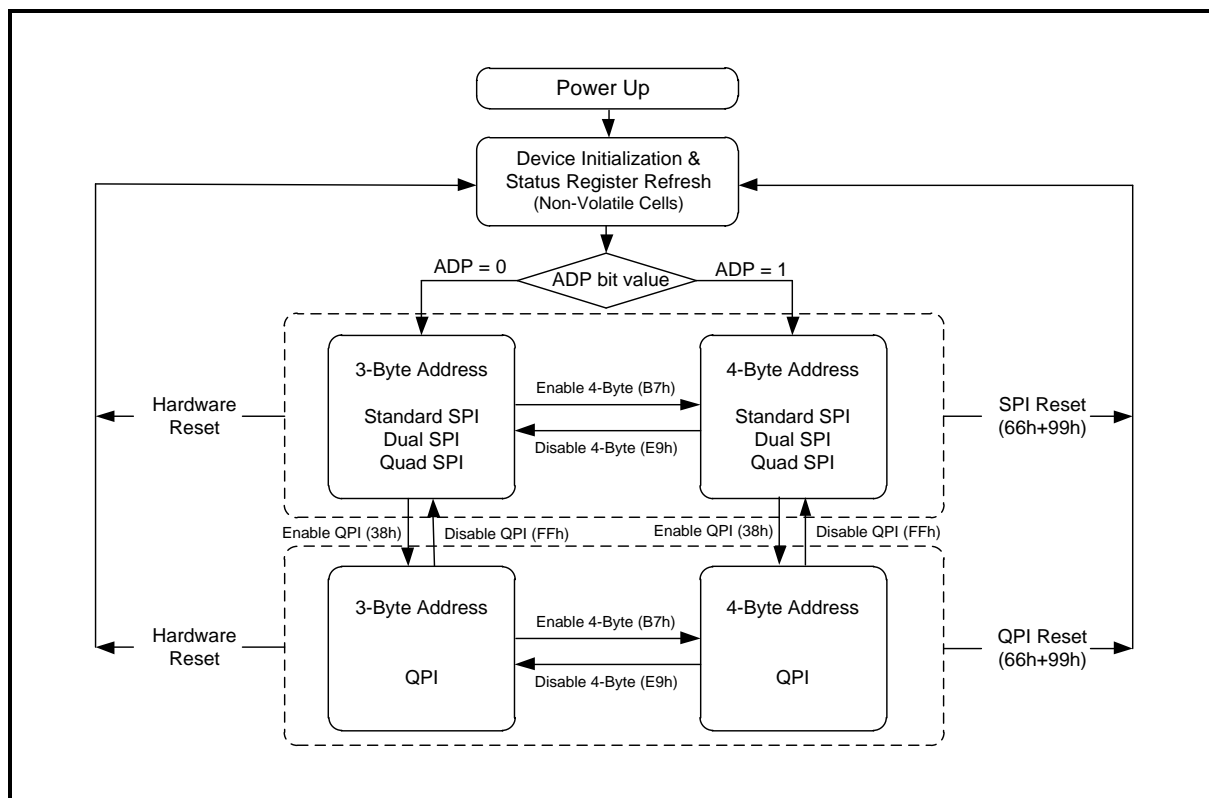 Power Up
Device Initialization &
Status Register Refresh
(Non-Volatile Cells)
ADP = 0
ADP bit value
ADP = 1
3-Byte Address
Standard SPI
Dual SPI
Quad SPI
Enable 4-Byte (B7h)
Disable 4-Byte (E9h)
4-Byte Address
Standard SPI
Dual SPI
Quad SPI
Hardware
Reset
SPI Reset
(66h+99h)
Enable QPI (38h)
Disable QPI (FFh)
Enable QPI (38h)
Disable QPI (FFh)
3-Byte Address
QPI
Enable 4-Byte (B7h)
Disable 4-Byte (E9h)
4-Byte Address
QPI
Hardware
Reset
QPI Reset
(66h+99h)